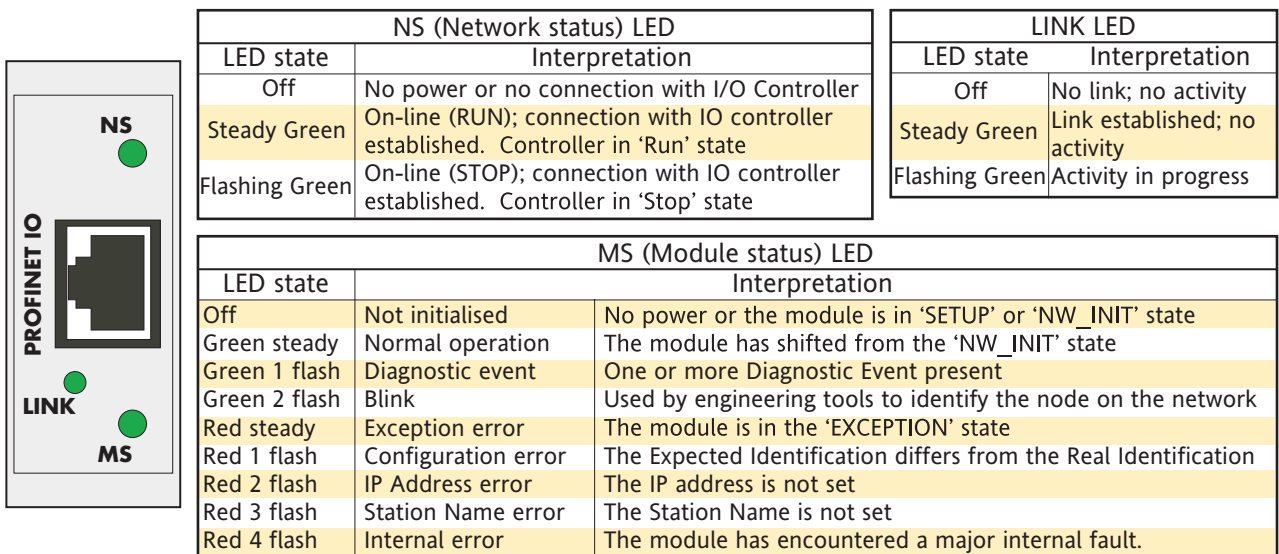 NS
PROFINET IO
LINK
MS
NS (Network status) LED
LED state Interpretation
Off No power or no connection with I/O Controller
Steady Green On-line (RUN); connection with IO controller
established. Controller in ‘Run’ state
Flashing Green On-line (STOP); connection with IO controller
established. Controller in ‘Stop’ state
LINK LED
LED state Interpretation
Off No link; no activity
Steady Green Link established; no
activity
Flashing Green Activity in progress
MS (Module status) LED
LED state Interpretation
Off Not initialised No power or the module is in ‘SETUP’ or ‘NW_INIT’ state
Green steady Normal operation The module has shifted from the ‘NW_INIT’ state
Green 1 flash Diagnostic event One or more Diagnostic Event present
Green 2 flash Blink Used by engineering tools to identify the node on the network
Red steady Exception error The module is in the ‘EXCEPTION’ state
Red 1 flash Configuration error The Expected Identification differs from the Real Identification
Red 2 flash IP Address error The IP address is not set
Red 3 flash Station Name error The Station Name is not set
Red 4 flash Internal error The module has encountered a major internal fault.